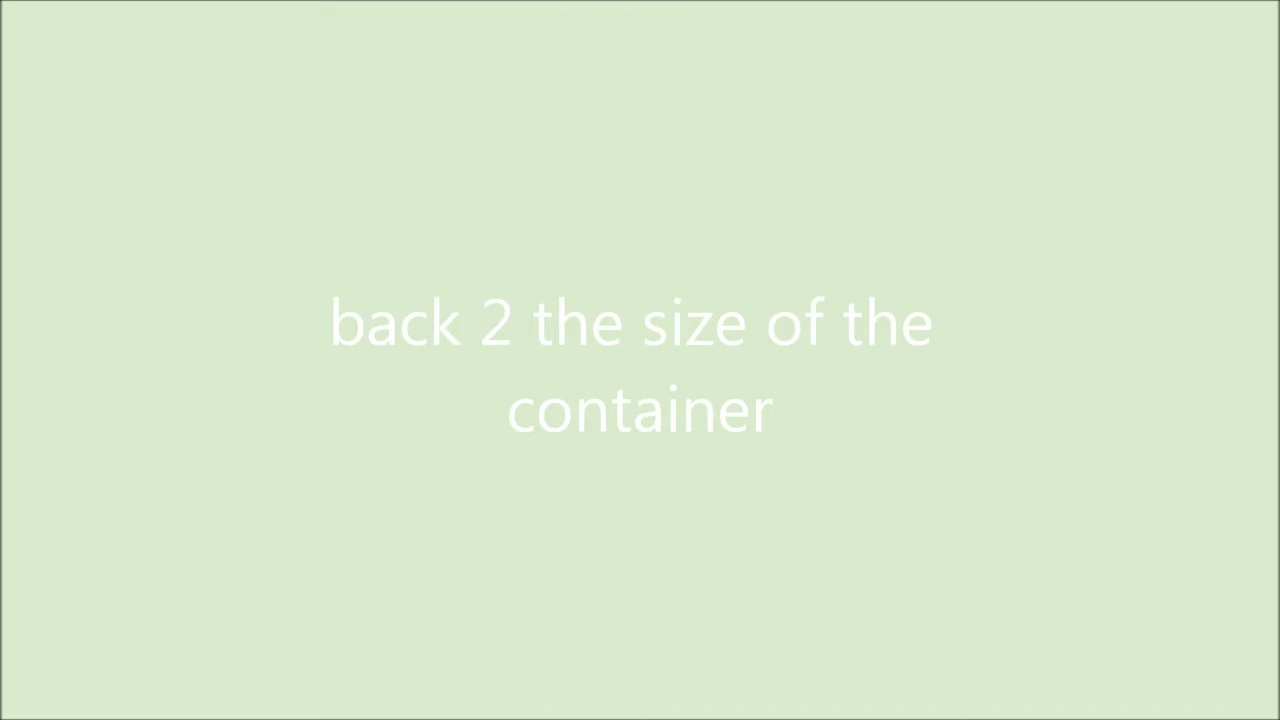 back 2 the size of the
container